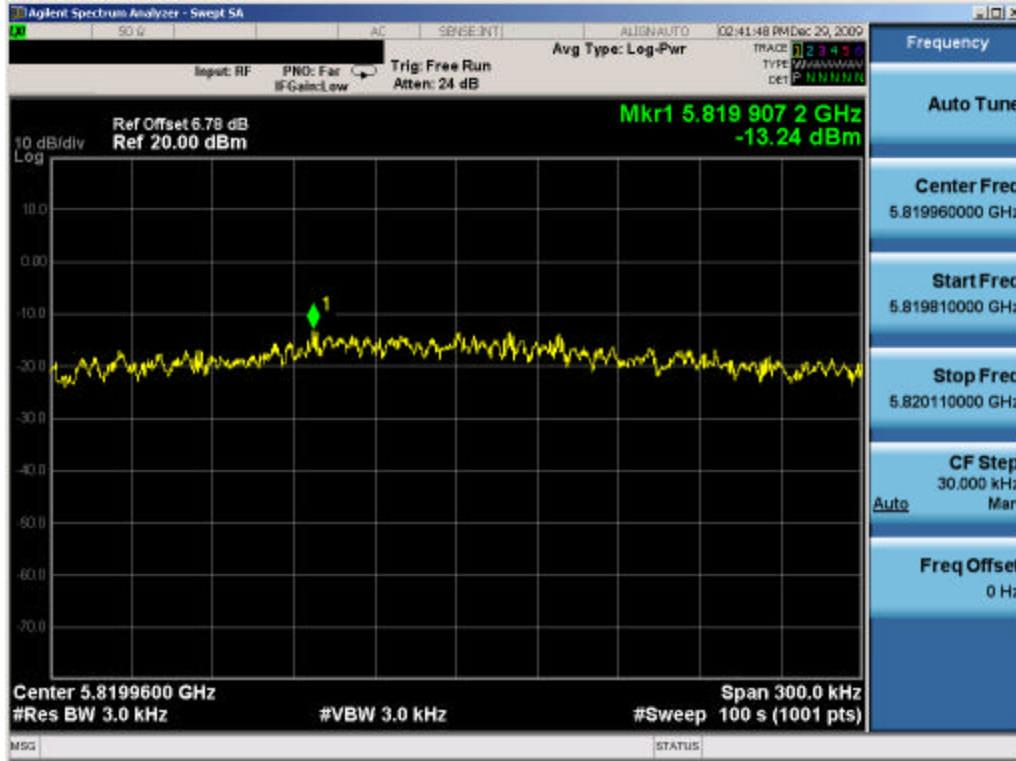 Agilent Spectrum Analyzer - Swept SA
LXI 50 Ω AC SENSE:INT ALIGNAUTO 02:41:48 PM Dec 29, 2009
Input: RF PNO: Far Trig: Free Run Avg Type: Log-Pwr TRACE 1 2 3 4 5 6
IFGain:Low Atten: 24 dB TYPE
DET P N N N N N
Mkr1 5.819 907 2 GHz
-13.24 dBm
Ref Offset 6.78 dB
10 dB/div Ref 20.00 dBm
Log
10.0
0.00
1
-10.0
-20.0
-30.0
-40.0
-50.0
-60.0
-70.0
Center 5.8199600 GHz Span 300.0 kHz
#Res BW 3.0 kHz #VBW 3.0 kHz #Sweep 100 s (1001 pts)
MSG STATUS
Frequency
Auto Tune
Center Freq
5.819960000 GHz
Start Freq
5.819810000 GHz
Stop Freq
5.820110000 GHz
CF Step
30.000 kHz
Auto Man
Freq Offset
0 Hz